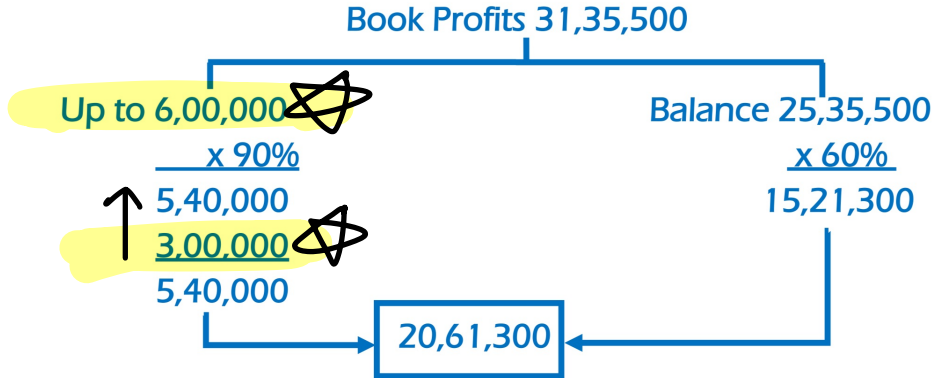 Book Profits 31,35,500
Up to 6,00,000
x 90%
5,40,000
3,00,000
5,40,000
Balance 25,35,500
x 60%
15,21,300
20,61,300